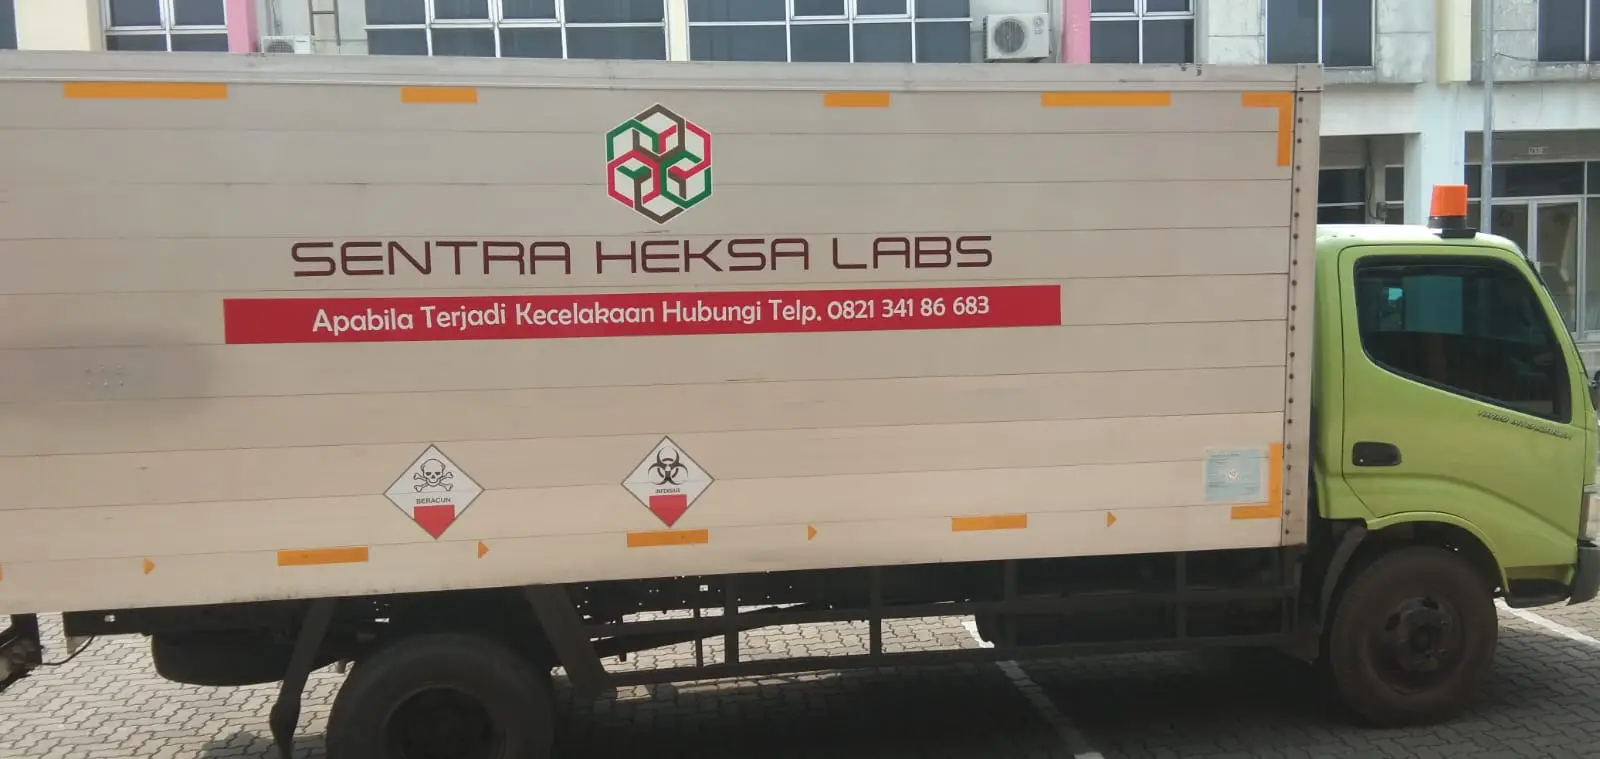 SENTRA HEKSA LABS
Apabila Terjadi Kecelakaan Hubungi Telp. 0821 341 86 683
BERACUN
INFEKSIUS